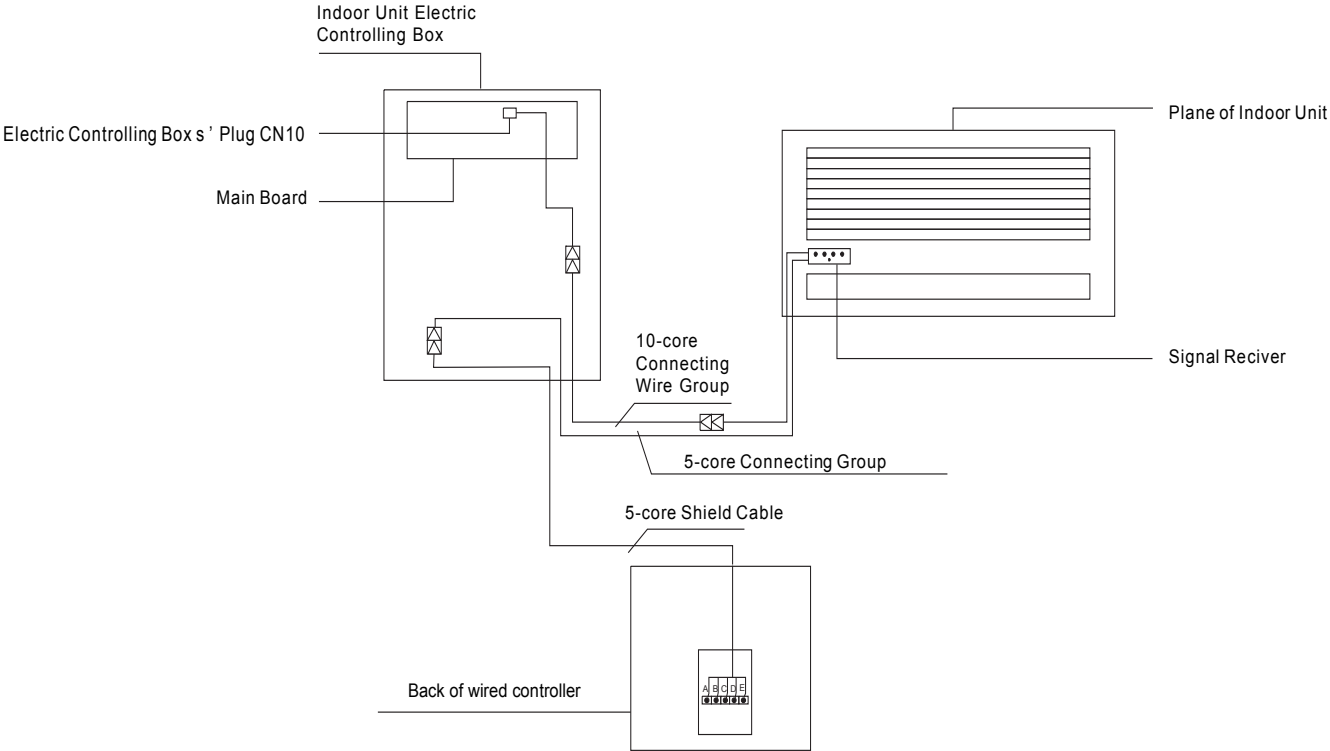 Indoor Unit Electric
Controlling Box
Electric Controlling Box s ’ Plug CN10
Plane of Indoor Unit
Main Board
10-core
Connecting
Wire Group
Signal Reciver
5-core Connecting Group
5-core Shield Cable
Back of wired controller
A B C D E